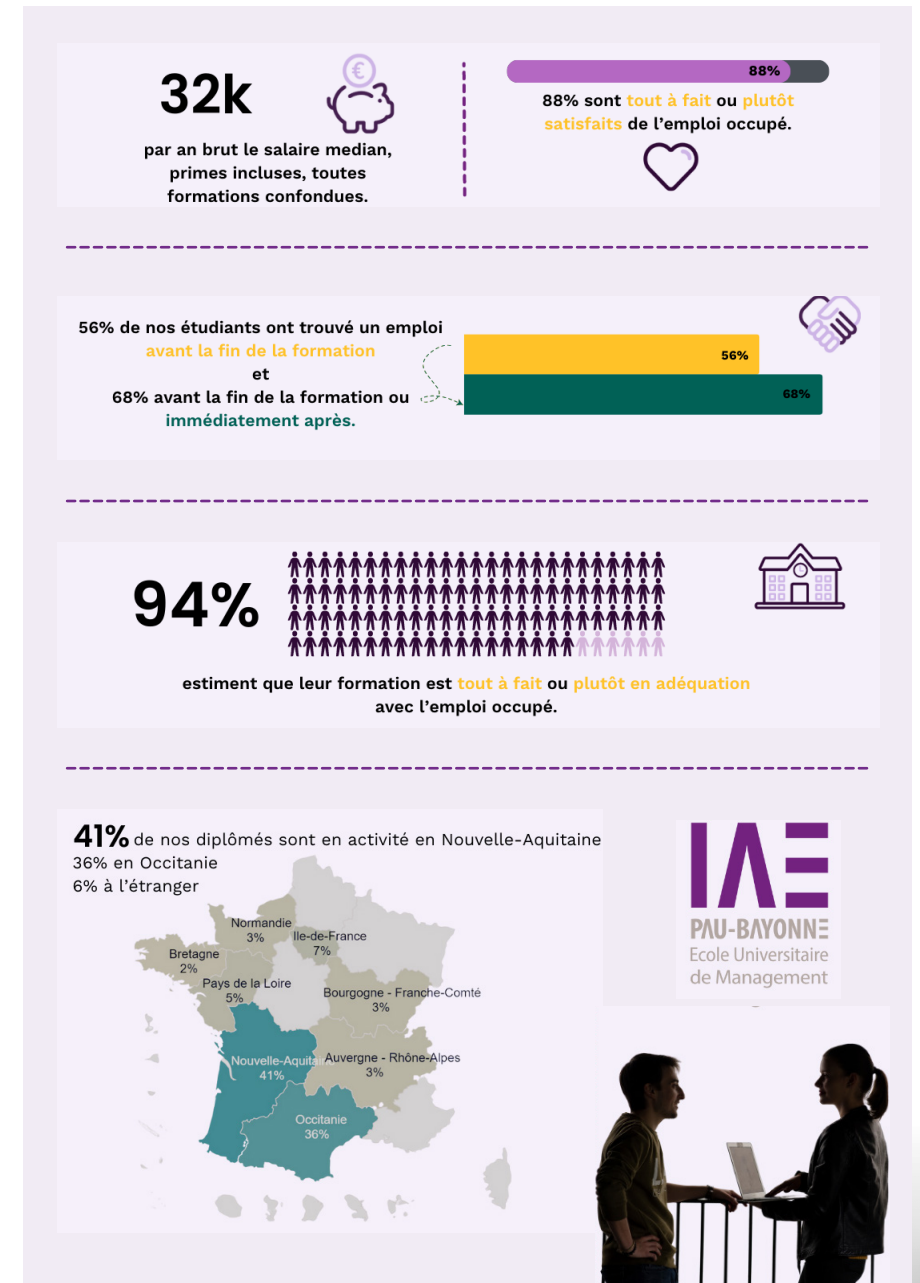 32k
par an brut le salaire median,
primes incluses, toutes
formations confondues.
88%
88% sont tout à fait ou plutôt
satisfaits de l'emploi occupé.
56% de nos étudiants ont trouvé un emploi
avant la fin de la formation
et
68% avant la fin de la formation ou
immédiatement après.
56%
68%
94%
estiment que leur formation est tout à fait ou plutôt en adéquation
avec l'emploi occupé.
41% de nos diplômés sont en activité en Nouvelle-Aquitaine
36% en Occitanie
6% à l'étranger
Normandie
3%
Ile-de-France
7%
Bretagne
2%
Pays de la Loire
5%
Bourgogne - Franche-Comté
3%
Nouvelle-Aquitaine
41%
Auvergne - Rhône-Alpes
3%
Occitanie
36%
IAE
PAU-BAYONNE
Ecole Universitaire
de Management